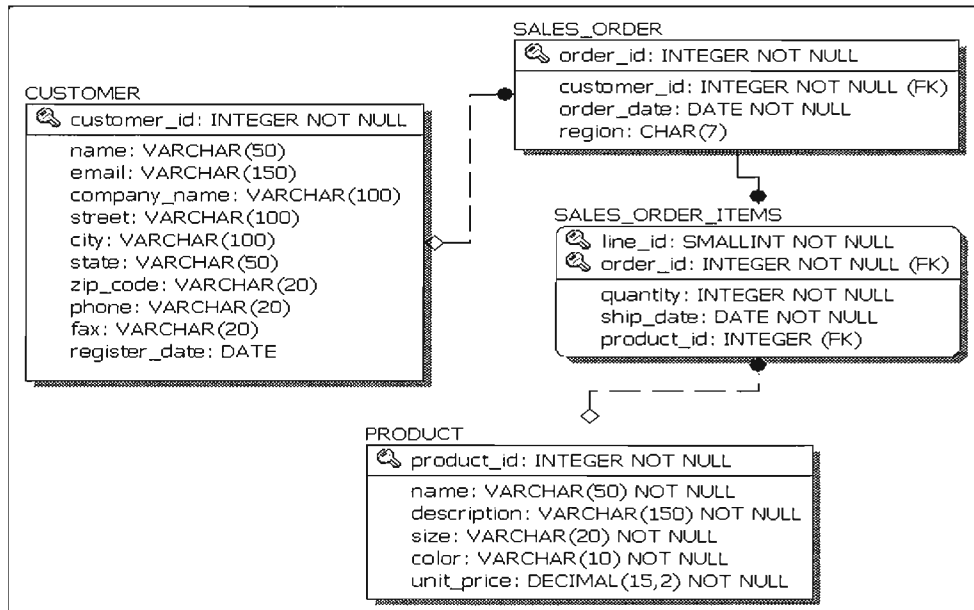 SALES_ORDER
order_id: INTEGER NOT NULL
customer_id: INTEGER NOT NULL (FK)
order_date: DATE NOT NULL
region: CHAR(7)
CUSTOMER
customer_id: INTEGER NOT NULL
name: VARCHAR(50)
email: VARCHAR(150)
company_name: VARCHAR(100)
street: VARCHAR(100)
city: VARCHAR(100)
state: VARCHAR(50)
zip_code: VARCHAR(20)
phone: VARCHAR(20)
fax: VARCHAR(20)
register_date: DATE
SALES_ORDER_ITEMS
line_id: SMALLINT NOT NULL
order_id: INTEGER NOT NULL (FK)
quantity: INTEGER NOT NULL
ship_date: DATE NOT NULL
product_id: INTEGER (FK)
PRODUCT
product_id: INTEGER NOT NULL
name: VARCHAR(50) NOT NULL
description: VARCHAR(150) NOT NULL
size: VARCHAR(20) NOT NULL
color: VARCHAR(10) NOT NULL
unit_price: DECIMAL(15,2) NOT NULL